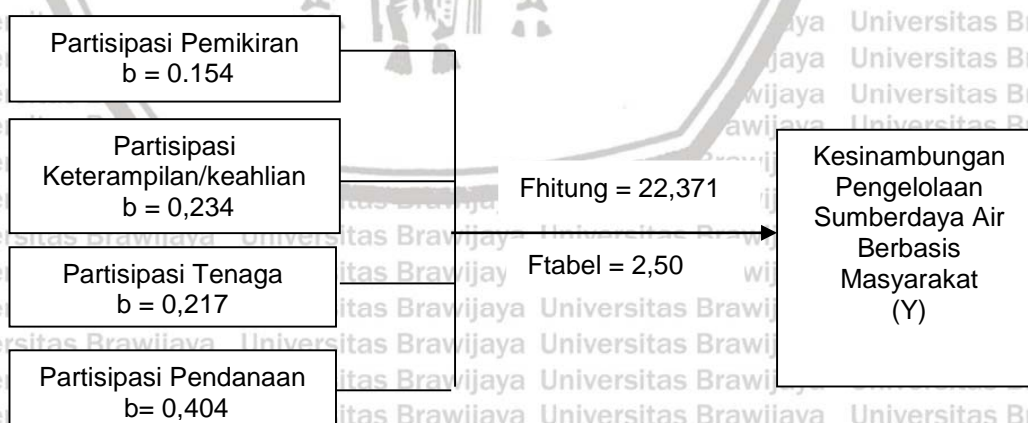 Partisipasi Pemikiran
b = 0.154
Partisipasi
Keterampilan/keahlian
b = 0,234
Partisipasi Tenaga
b = 0,217
Partisipasi Pendanaan
b= 0,404
Fhitung = 22,371
Ftabel = 2,50
Kesinambungan
Pengelolaan
Sumberdaya Air
Berbasis
Masyarakat
(Y)